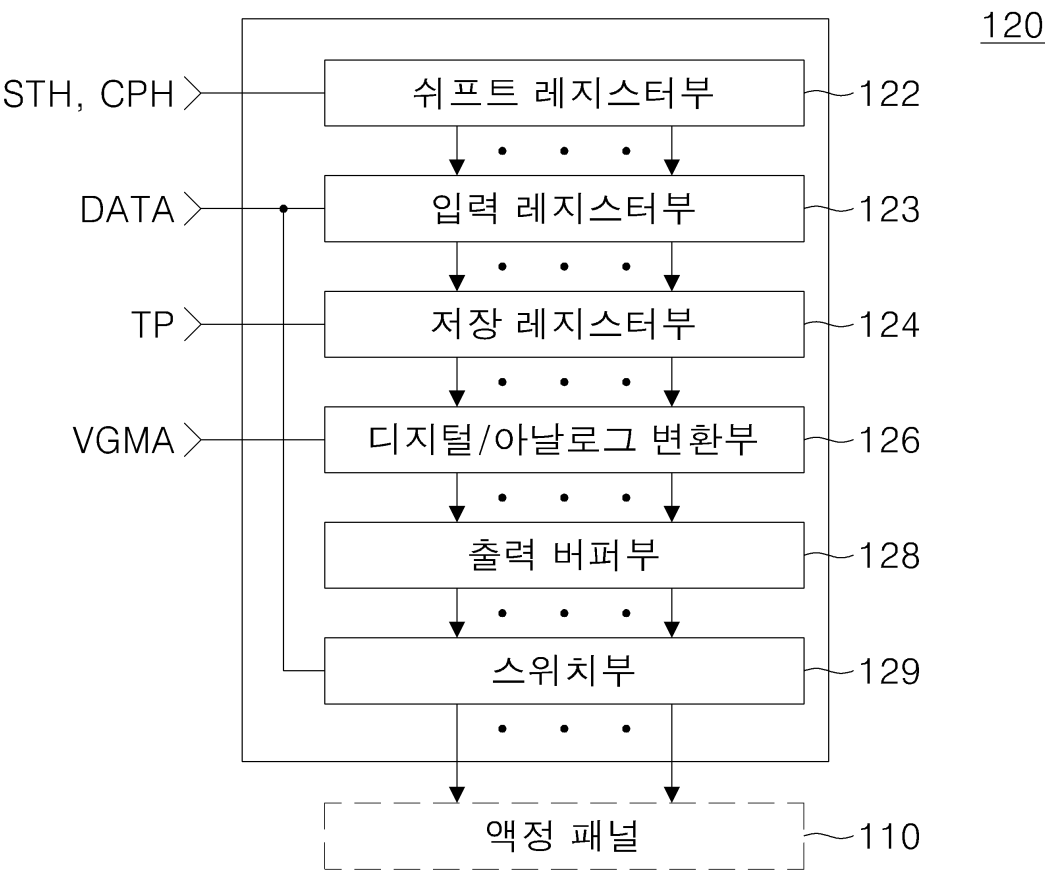 120
STH, CPH
쉬프트 레지스터부
122
DATA
입력 레지스터부
123
TP
저장 레지스터부
124
VGMA
디지털/아날로그 변환부
126
출력 버퍼부
128
스위치부
129
액정 패널
110